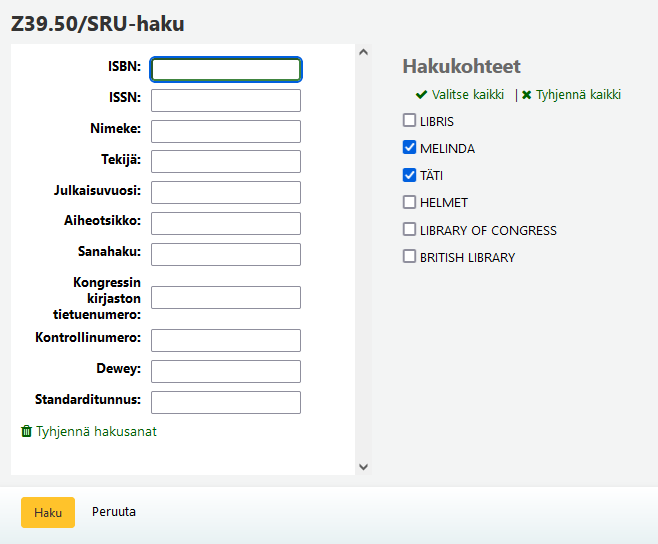 Z39.50/SRU-haku
ISBN:
ISSN:
Nimeke:
Tekijä:
Julkaisuvuosi:
Aiheotsikko:
Sanahaku:
Kongressin
kirjaston
tietuenumero:
Kontrollinumero:
Dewey:
Standarditunnus:
Tyhjennä hakusanat
Hakukohteet
Valitse kaikki | Tyhjennä kaikki
LIBRIS
MELINDA
TÄTI
HELMET
LIBRARY OF CONGRESS
BRITISH LIBRARY
Haku Peruuta